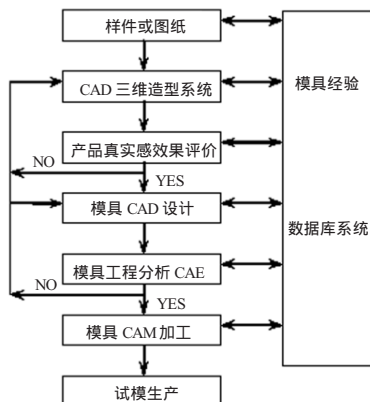 样件或图纸
CAD 三维造型系统
模具经验
产品真实感效果评价
NO
YES
模具 CAD 设计
数据库系统
模具工程分析 CAE
NO
YES
模具 CAM 加工
试模生产